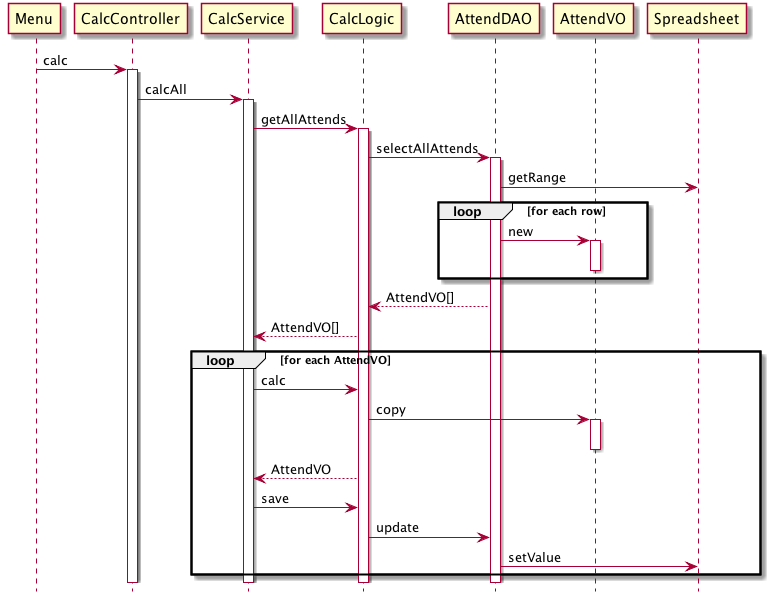 Menu CalcController CalcService CalcLogic AttendDAO AttendVO Spreadsheet
calc
calcAll
getAllAttends
selectAllAttends
getRange
loop [for each row]
new
AttendVO[]
AttendVO[]
loop [for each AttendVO]
calc
copy
AttendVO
save
update
setValue